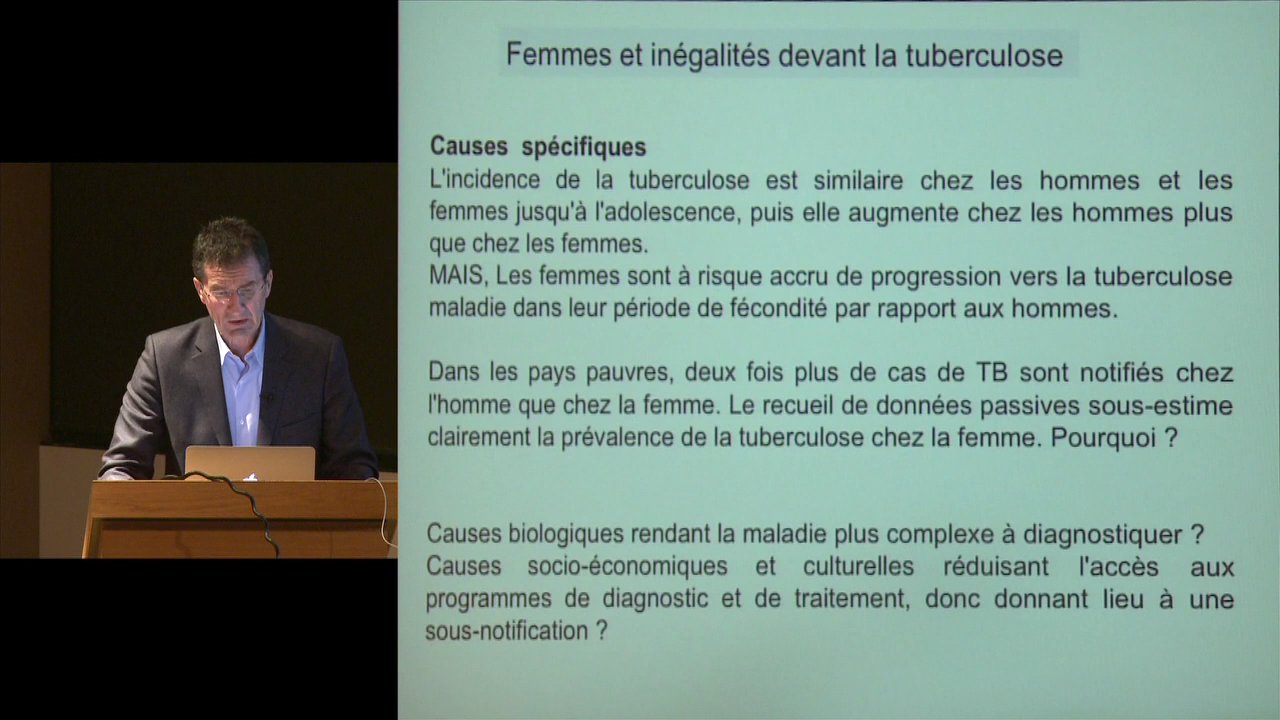 Femmes et inégalités devant la tuberculose
Causes spécifiques
L'incidence de la tuberculose est similaire chez les hommes et les
femmes jusqu'à l'adolescence, puis elle augmente chez les hommes plus
que chez les femmes.
MAIS, Les femmes sont à risque accru de progression vers la tuberculose
maladie dans leur période de fécondité par rapport aux hommes.
Dans les pays pauvres, deux fois plus de cas de TB sont notifiés chez
l'homme que chez la femme. Le recueil de données passives sous-estime
clairement la prévalence de la tuberculose chez la femme. Pourquoi ?
Causes biologiques rendant la maladie plus complexe à diagnostiquer ?
Causes socio-économiques et culturelles réduisant l'accès aux
programmes de diagnostic et de traitement, donc donnant lieu à une
sous-notification ?